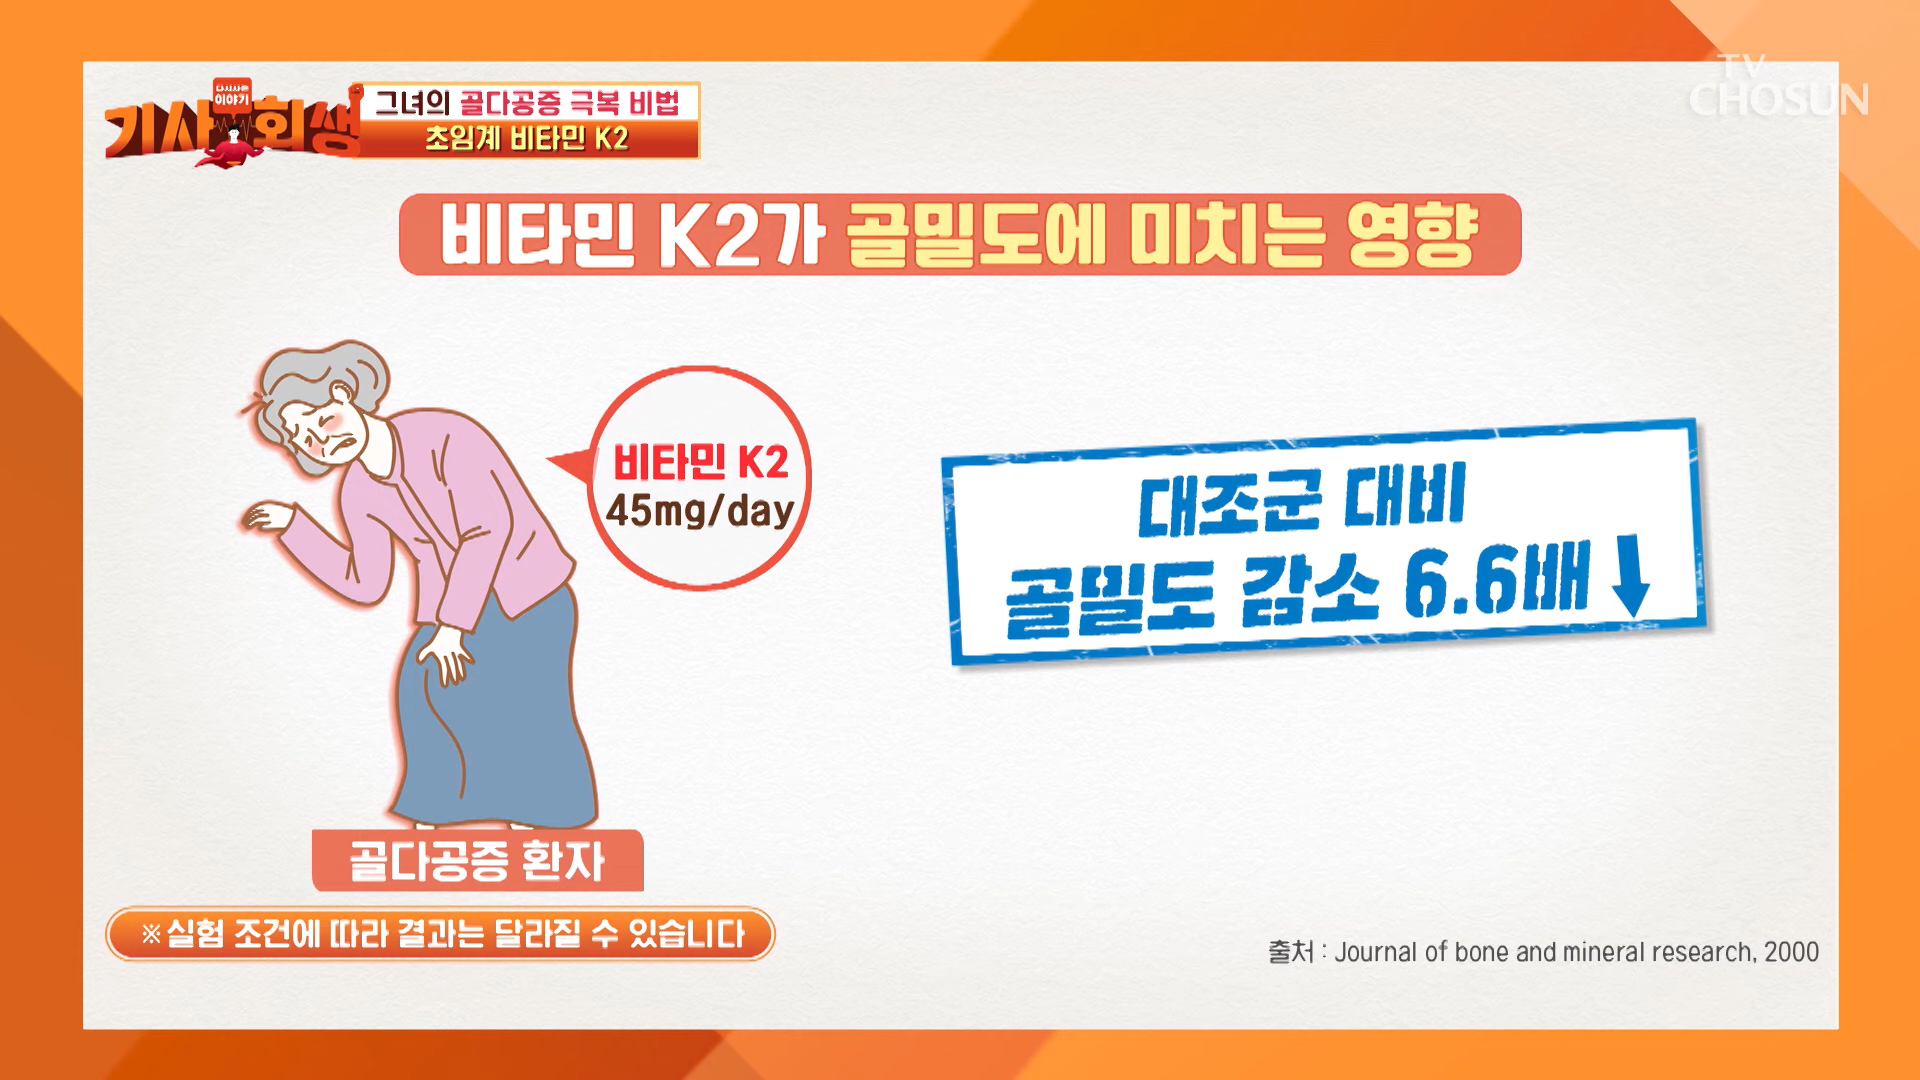 다시 사는 이야기
기사회생
그녀의 골다공증 극복 비법
초임계 비타민 K2
TV
CHOSUN
비타민 K2가 골밀도에 미치는 영향
비타민 K2
45mg/day
대조군 대비
골밀도 감소 6.6배↓
골다공증 환자
※ 실험 조건에 따라 결과는 달라질 수 있습니다
출처 : Journal of bone and mineral research, 2000